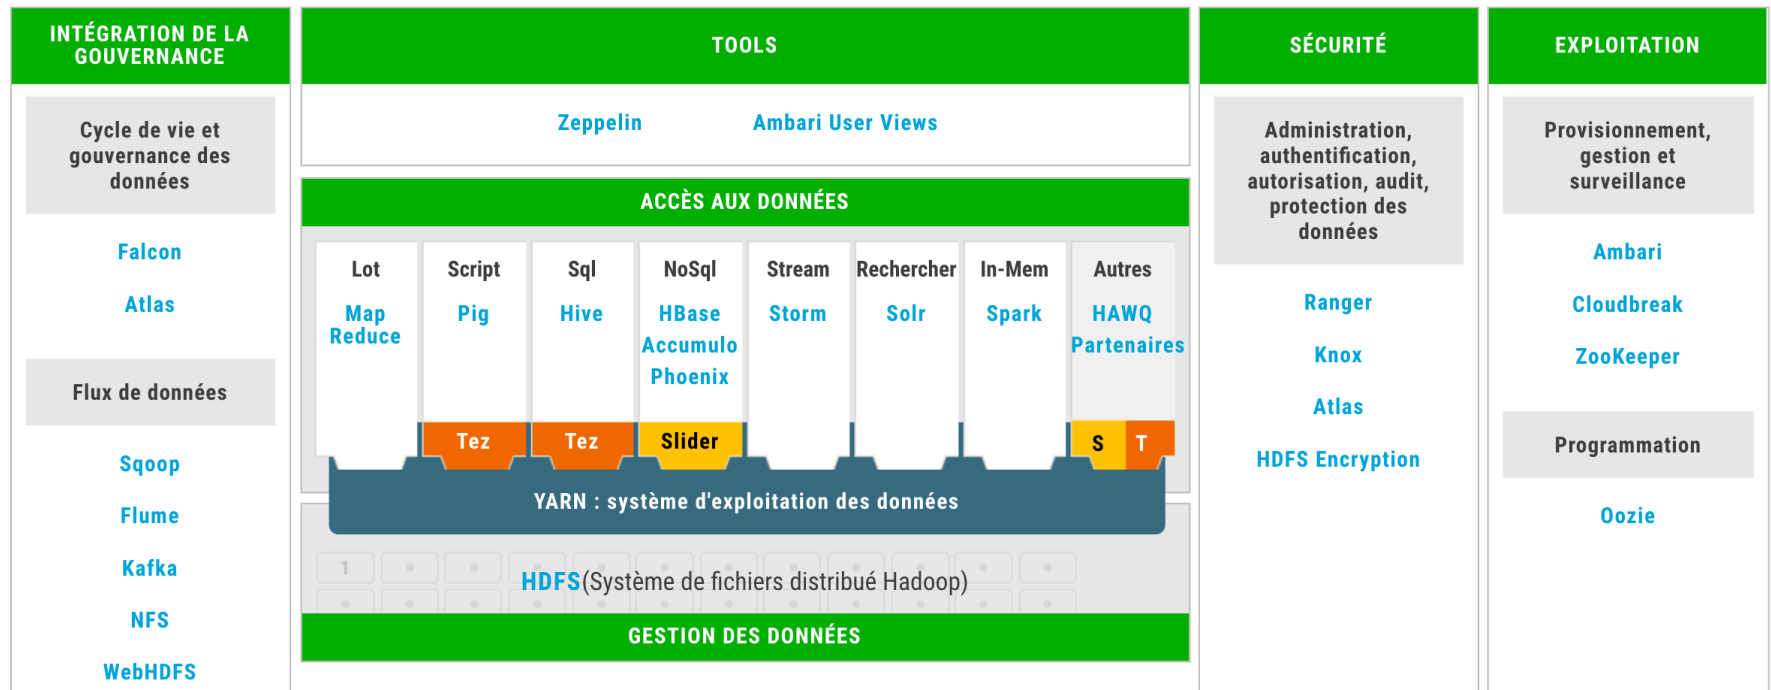 INTÉGRATION DE LA
GOUVERNANCE
Cycle de vie et
gouvernance des
données
Falcon
Atlas
Flux de données
Sqoop
Flume
Kafka
NFS
WebHDFS
TOOLS
Zeppelin
Ambari User Views
ACCÈS AUX DONNÉES
Lot
Map
Reduce
Script
Pig
Tez
Sql
Hive
Tez
NoSql
HBase
Accumulo
Phoenix
Slider
Stream
Storm
Rechercher
Solr
In-Mem
Spark
Autres
HAWQ
Partenaires
S
T
YARN : système d'exploitation des données
1
HDFS(Système de fichiers distribué Hadoop)
GESTION DES DONNÉES
SÉCURITÉ
Administration,
authentification,
autorisation, audit,
protection des
données
Ranger
Knox
Atlas
HDFS Encryption
EXPLOITATION
Provisionnement,
gestion et
surveillance
Ambari
Cloudbreak
ZooKeeper
Programmation
Oozie